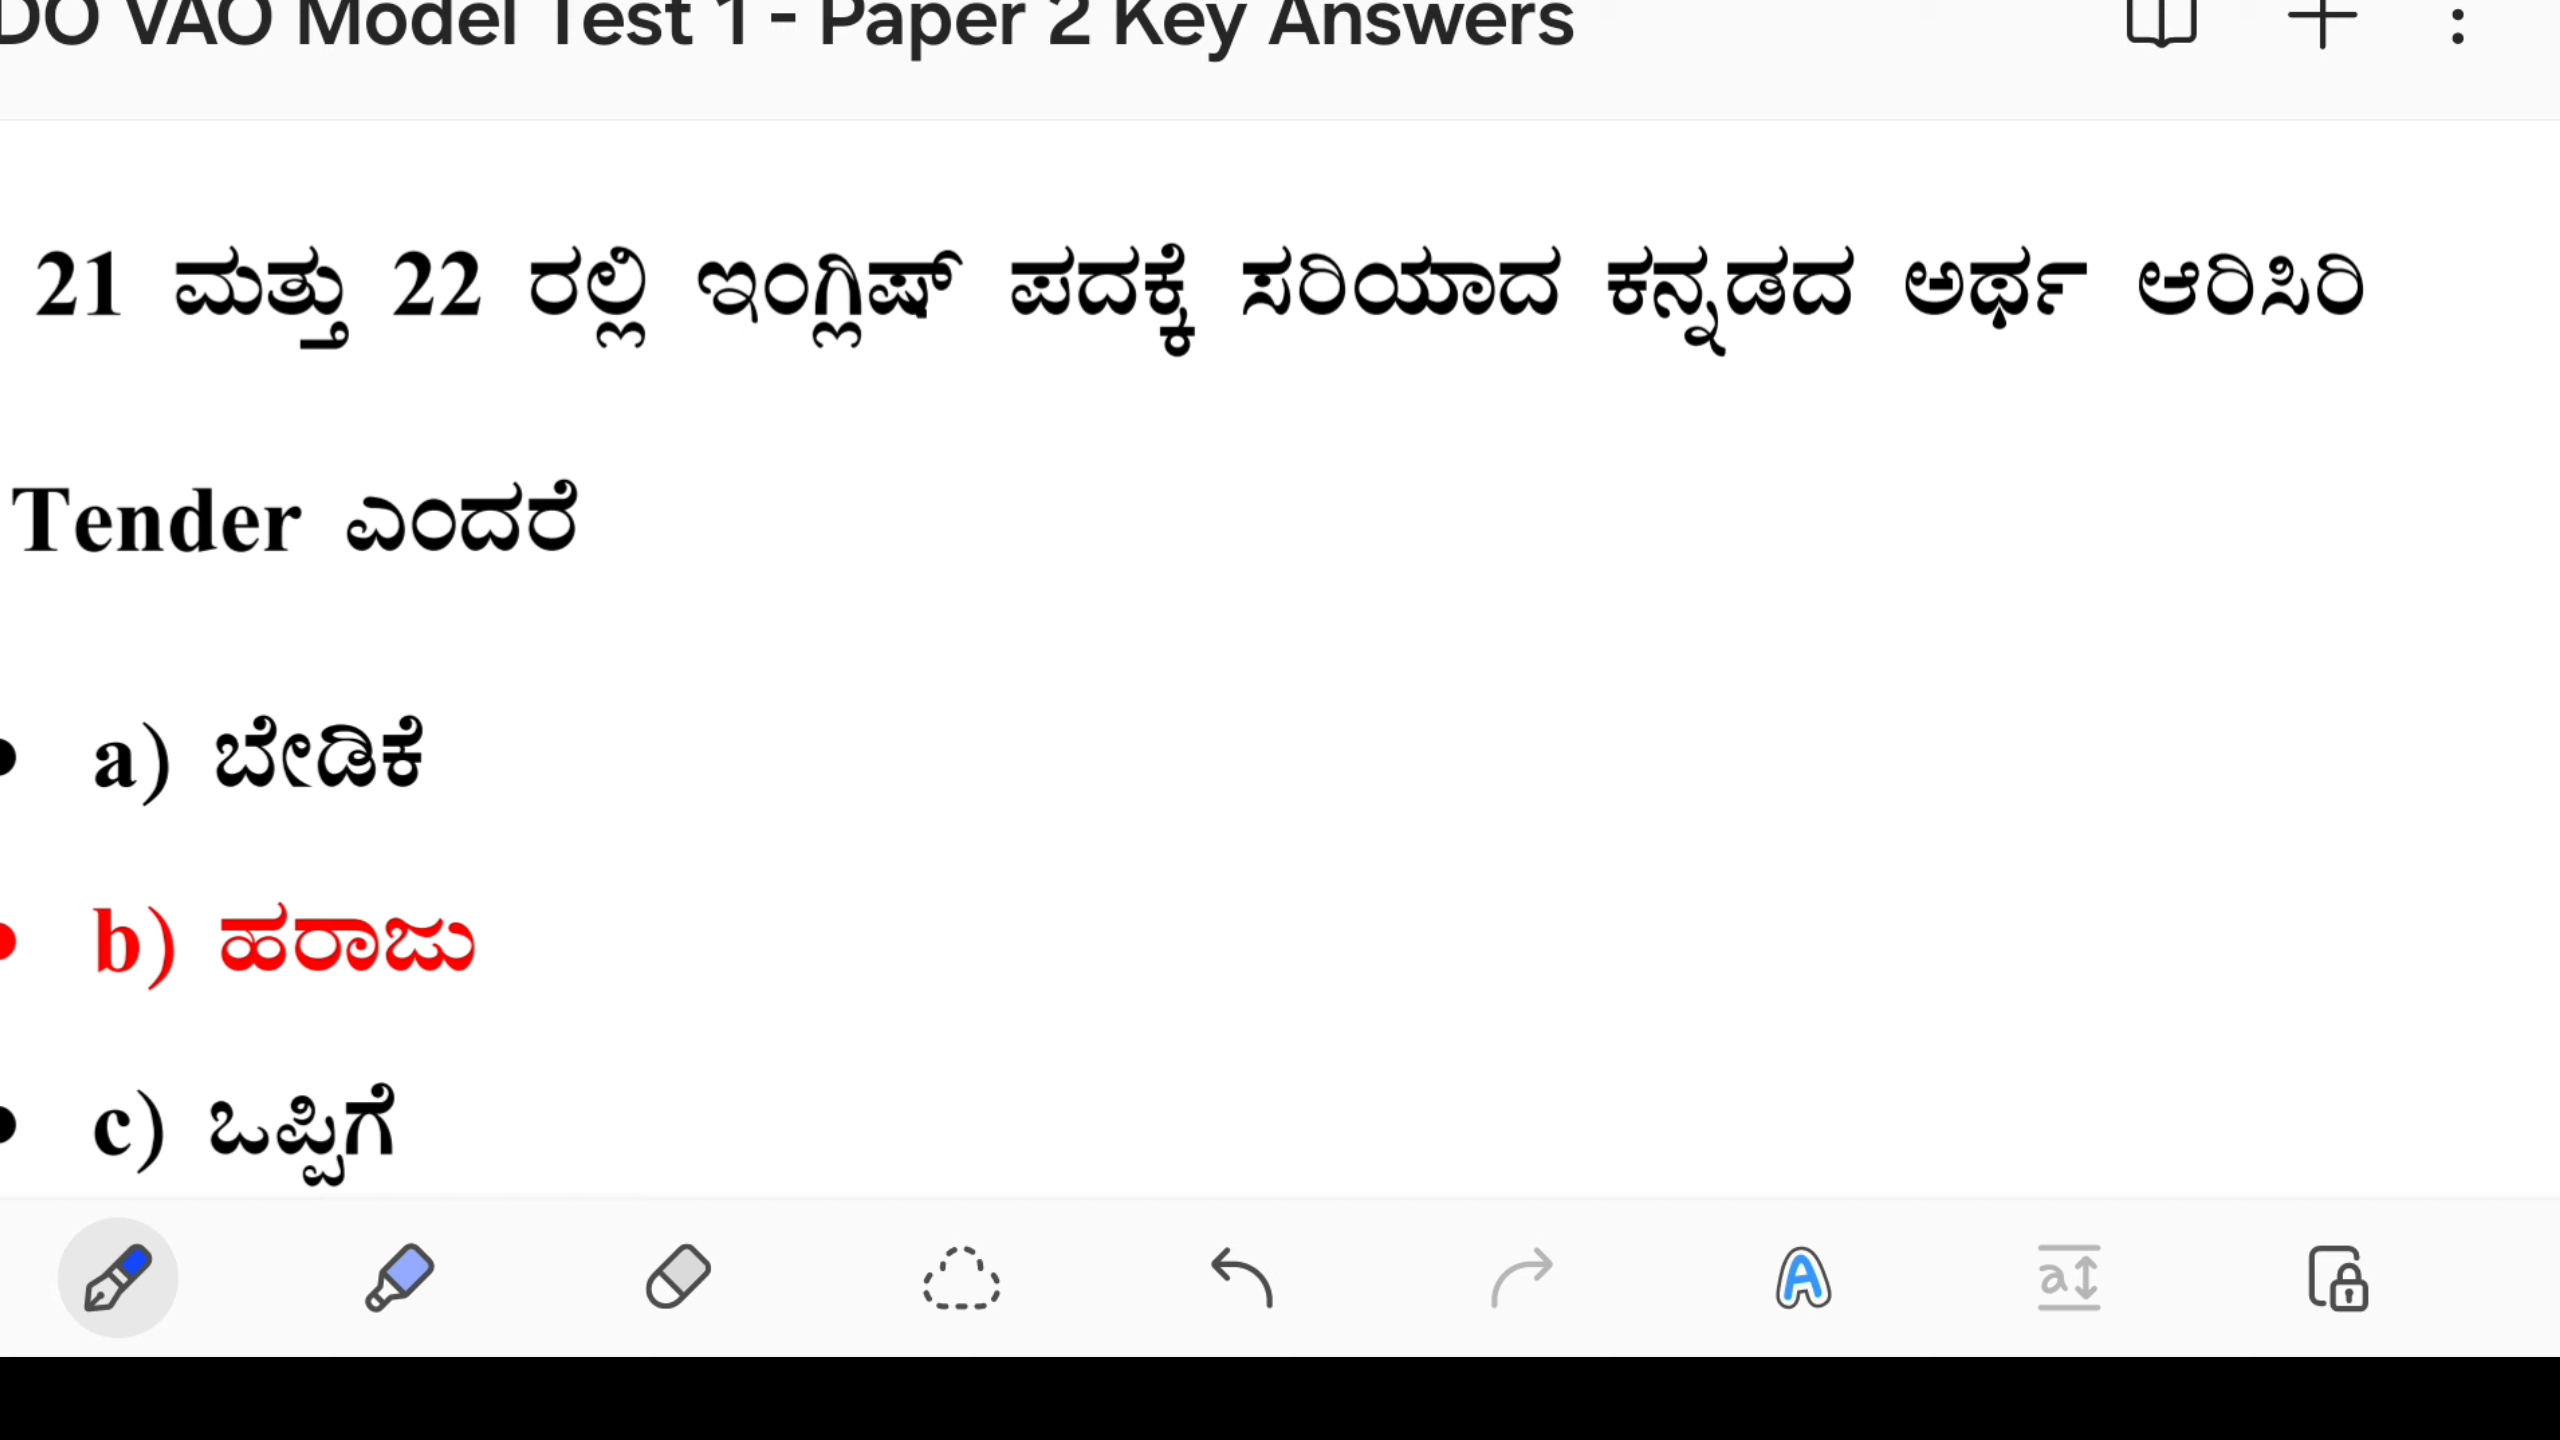 DO VAO Model Test 1 - Paper 2 Key Answers
21 ಮತ್ತು 22 ರಲ್ಲಿ ಇಂಗ್ಲಿಷ್ ಪದಕ್ಕೆ ಸರಿಯಾದ ಕನ್ನಡದ ಅರ್ಥ ಆರಿಸಿರಿ
Tender ಎಂದರೆ
a) ಬೇಡಿಕೆ
b) ಹರಾಜು
c) ಒಪ್ಪಿಗೆ